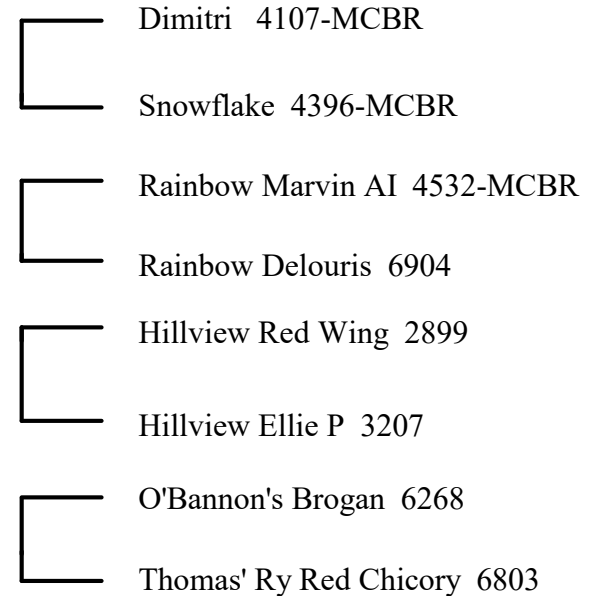 Dimitri 4107-MCBR
Snowflake 4396-MCBR
Rainbow Marvin AI 4532-MCBR
Rainbow Delouris 6904
Hillview Red Wing 2899
Hillview Ellie P 3207
O'Bannon's Brogan 6268
Thomas' Ry Red Chicory 6803